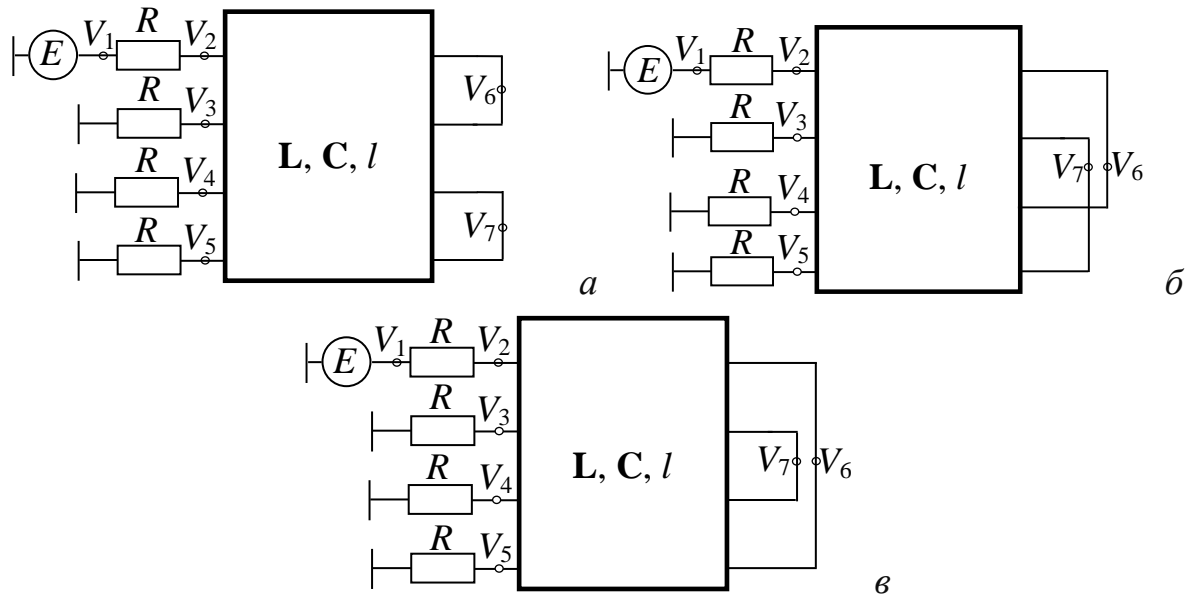 E V1 R V2
R V3
R V4
R V5
L, C, l
V6
V7
а
E V1 R V2
R V3
R V4
R V5
L, C, l
V7 V6
б
E V1 R V2
R V3
R V4
R V5
L, C, l
V7 V6
в